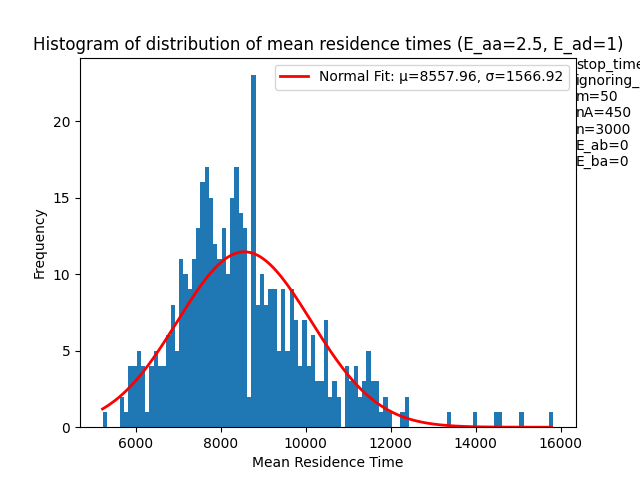 Histogram of distribution of mean residence times (E_aa=2.5, E_ad=1)
Normal Fit: μ=8557.96, σ=1566.92
m=50
nA=450
n=3000
E_ab=0
E_ba=0
Frequency
20
15
10
5
0
6000 8000 10000 12000 14000 16000
Mean Residence Time